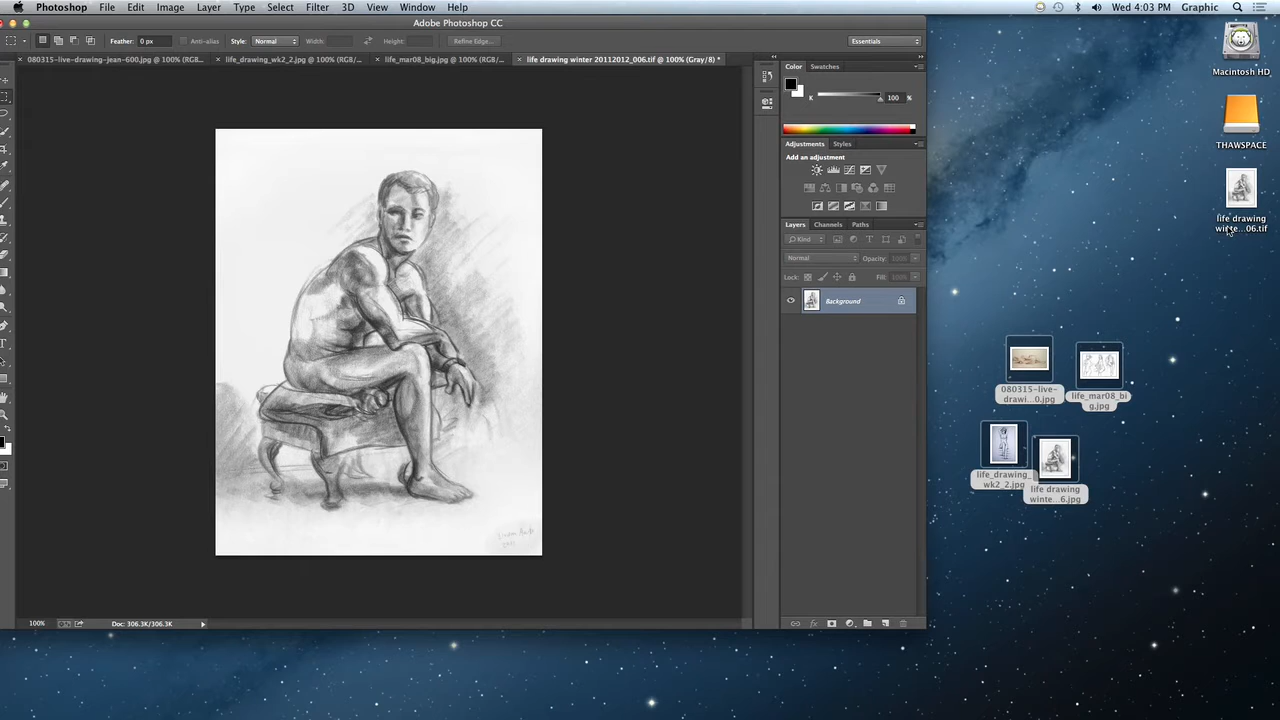 Photoshop File Edit Image Layer Type Select Filter 3D View Window Help Wed 4:03 PM Graphic
Adobe Photoshop CC
Feather: 0 px Anti-alias Style: Normal Width: Height: Refine Edge... Essentials
× 080315-live-drawing-jean-600.jpg @ 100% (RGB... × life_drawing_wk2_2.jpg @ 100% (RGB/... × life_mar08_big.jpg @ 100% (RGB/... × life drawing winter 20112012_006.tif @ 100% (Gray/8) *
Color Swatches
K 100 %
Adjustments Styles
Add an adjustment
Layers Channels Paths
Kind
Normal Opacity: 100%
Lock: Fill: 100%
Background
100% Doc: 306.3K/306.3K
Macintosh HD
THAWSPACE
life drawing
winte...06.tif
080315-live-
drawi...0.jpg
life_mar08_bi
g.jpg
life_drawing_
wk2_2.jpg
life drawing
winte...6.jpg
2011